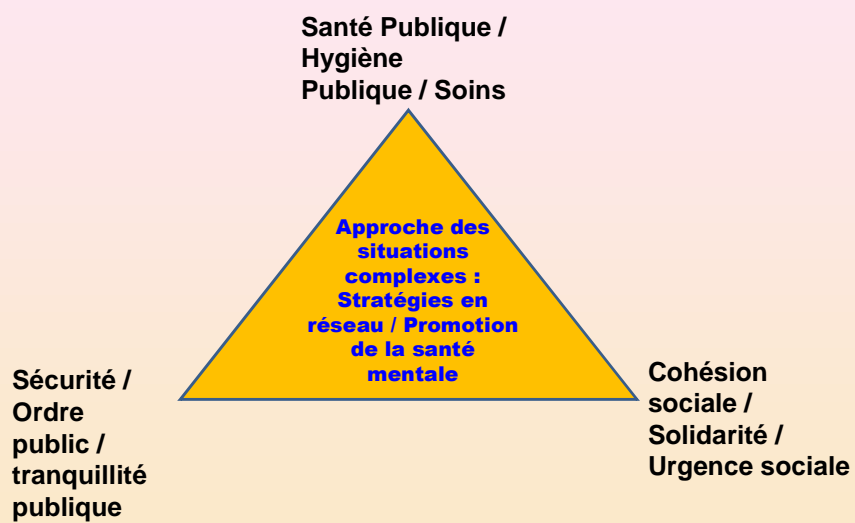 Santé Publique /
Hygiène
Publique / Soins
Approche des
situations
complexes :
Stratégies en
réseau / Promotion
de la santé
mentale
Sécurité /
Ordre
public /
tranquillité
publique
Cohésion
sociale /
Solidarité /
Urgence sociale